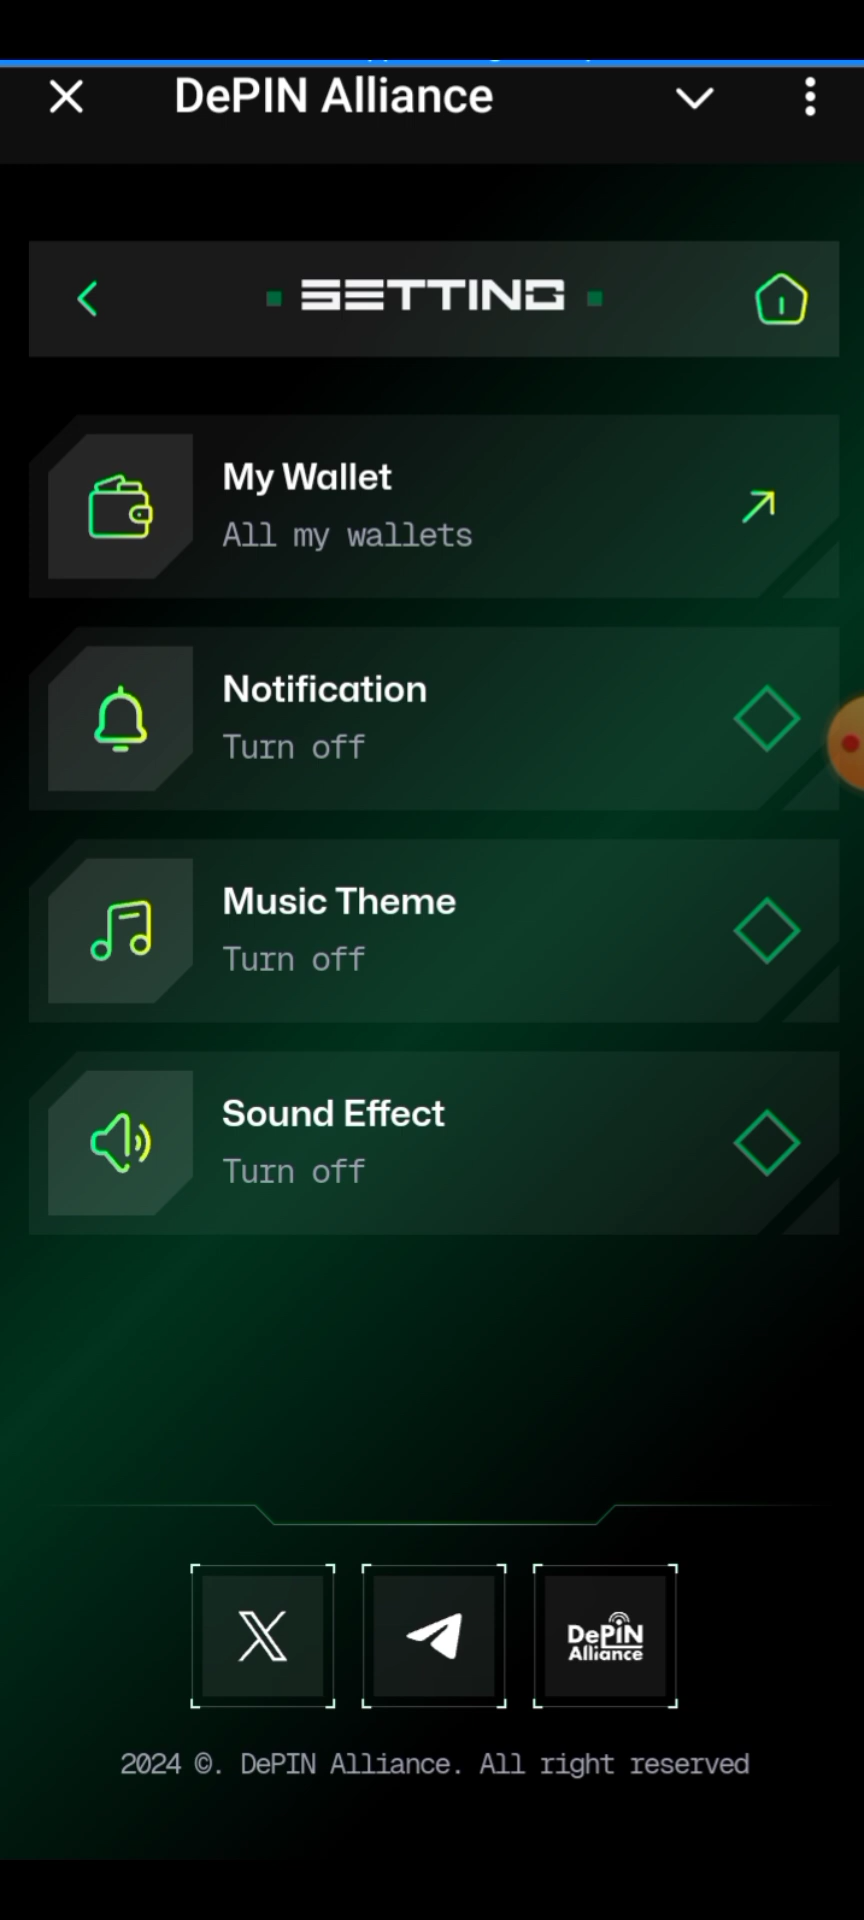 DePIN Alliance
SETTING
My Wallet
All my wallets
Notification
Turn off
Music Theme
Turn off
Sound Effect
Turn off
DePIN
Alliance
2024 ©. DePIN Alliance. All right reserved